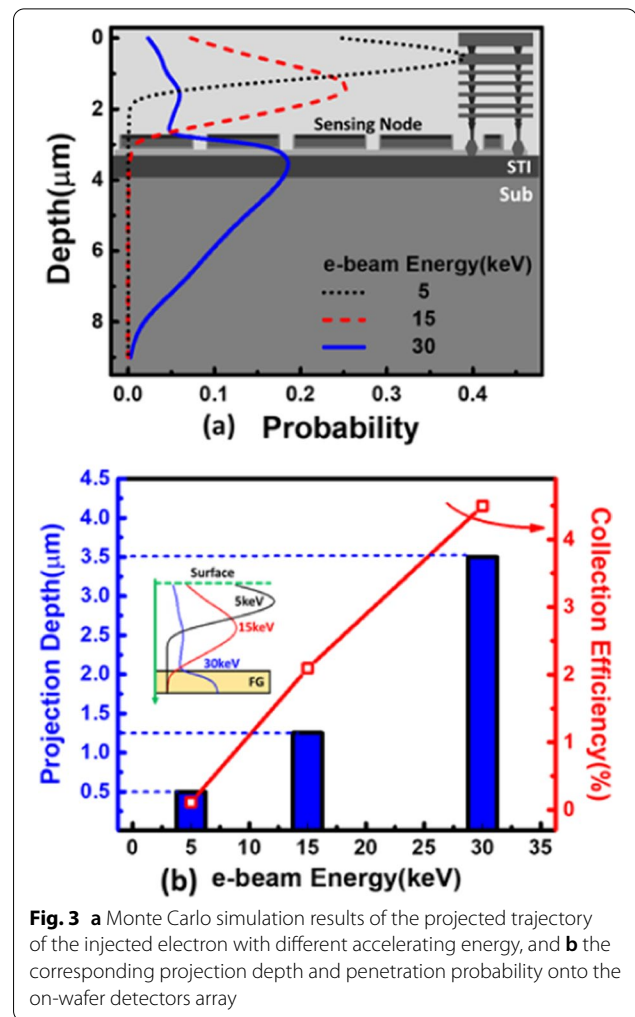 0
2
4
6
8
Depth(μm)
Sensing Node
STI
Sub
e-beam Energy(keV)
5
15
30
0.0 0.1 0.2 0.3 0.4
(a) Probability
4.5
4.0
3.5
3.0
2.5
2.0
1.5
1.0
0.5
Projection Depth(μm)
Surface
5keV
15keV
30keV
FG
4
3
2
1
0
Collection Efficiency(%)
0 5 10 15 20 25 30 35
(b) e-beam Energy(keV)
Fig. 3 a Monte Carlo simulation results of the projected trajectory
of the injected electron with different accelerating energy, and b the
corresponding projection depth and penetration probability onto the
on-wafer detectors array